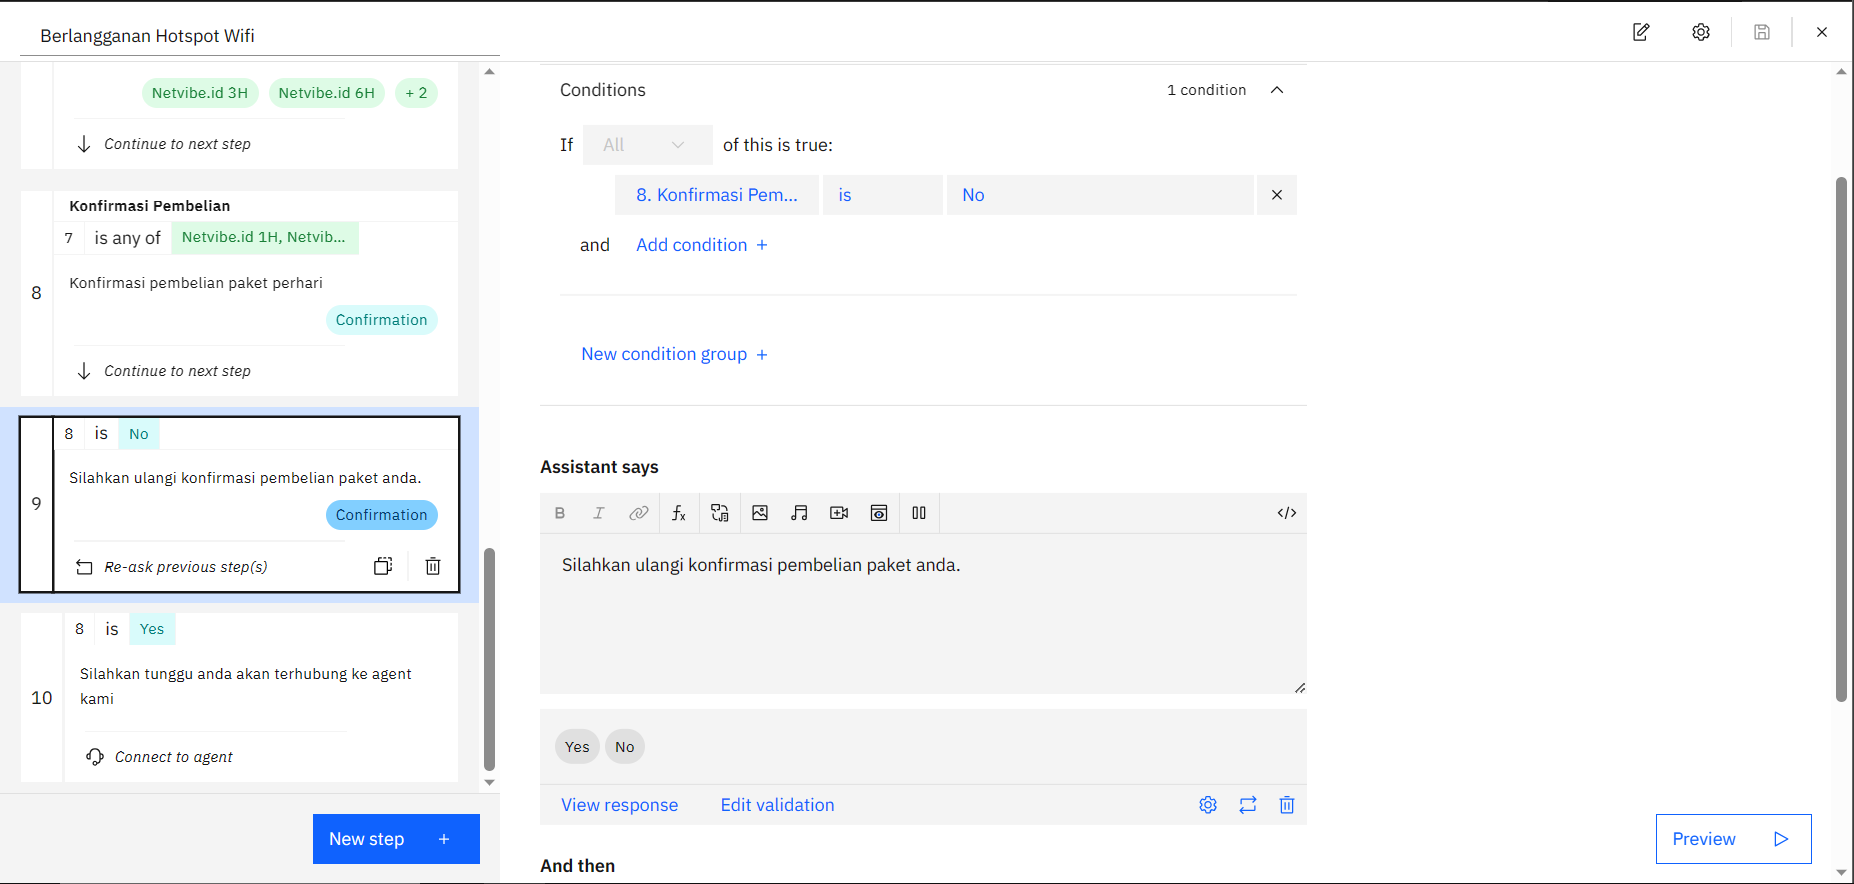 Berlangganan Hotspot Wifi
Netvibe.id 3H Netvibe.id 6H + 2
Continue to next step
Konfirmasi Pembelian
7 is any of Netvibe.id 1H, Netvib...
8
Konfirmasi pembelian paket perhari
Confirmation
Continue to next step
8 is No
9
Silahkan ulangi konfirmasi pembelian paket anda.
Confirmation
Re-ask previous step(s)
8 is Yes
10
Silahkan tunggu anda akan terhubung ke agent
kami
Connect to agent
New step +
Conditions 1 condition
If All of this is true:
8. Konfirmasi Pem... is No
and Add condition +
New condition group +
Assistant says
B I fx </>
Silahkan ulangi konfirmasi pembelian paket anda.
Yes No
View response Edit validation
And then
Preview